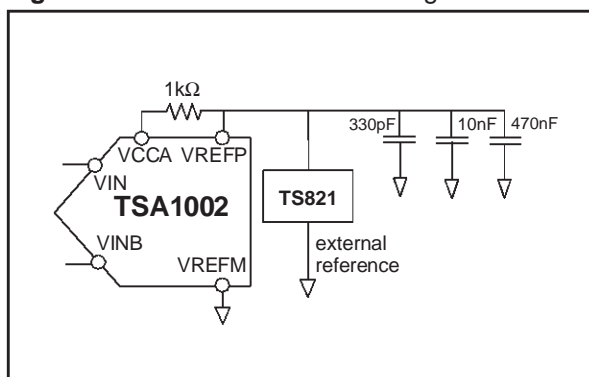 1kΩ
330pF 10nF 470nF
VCCA VREFP
VIN
TSA1002
TS821
VINB
external
reference
VREFM